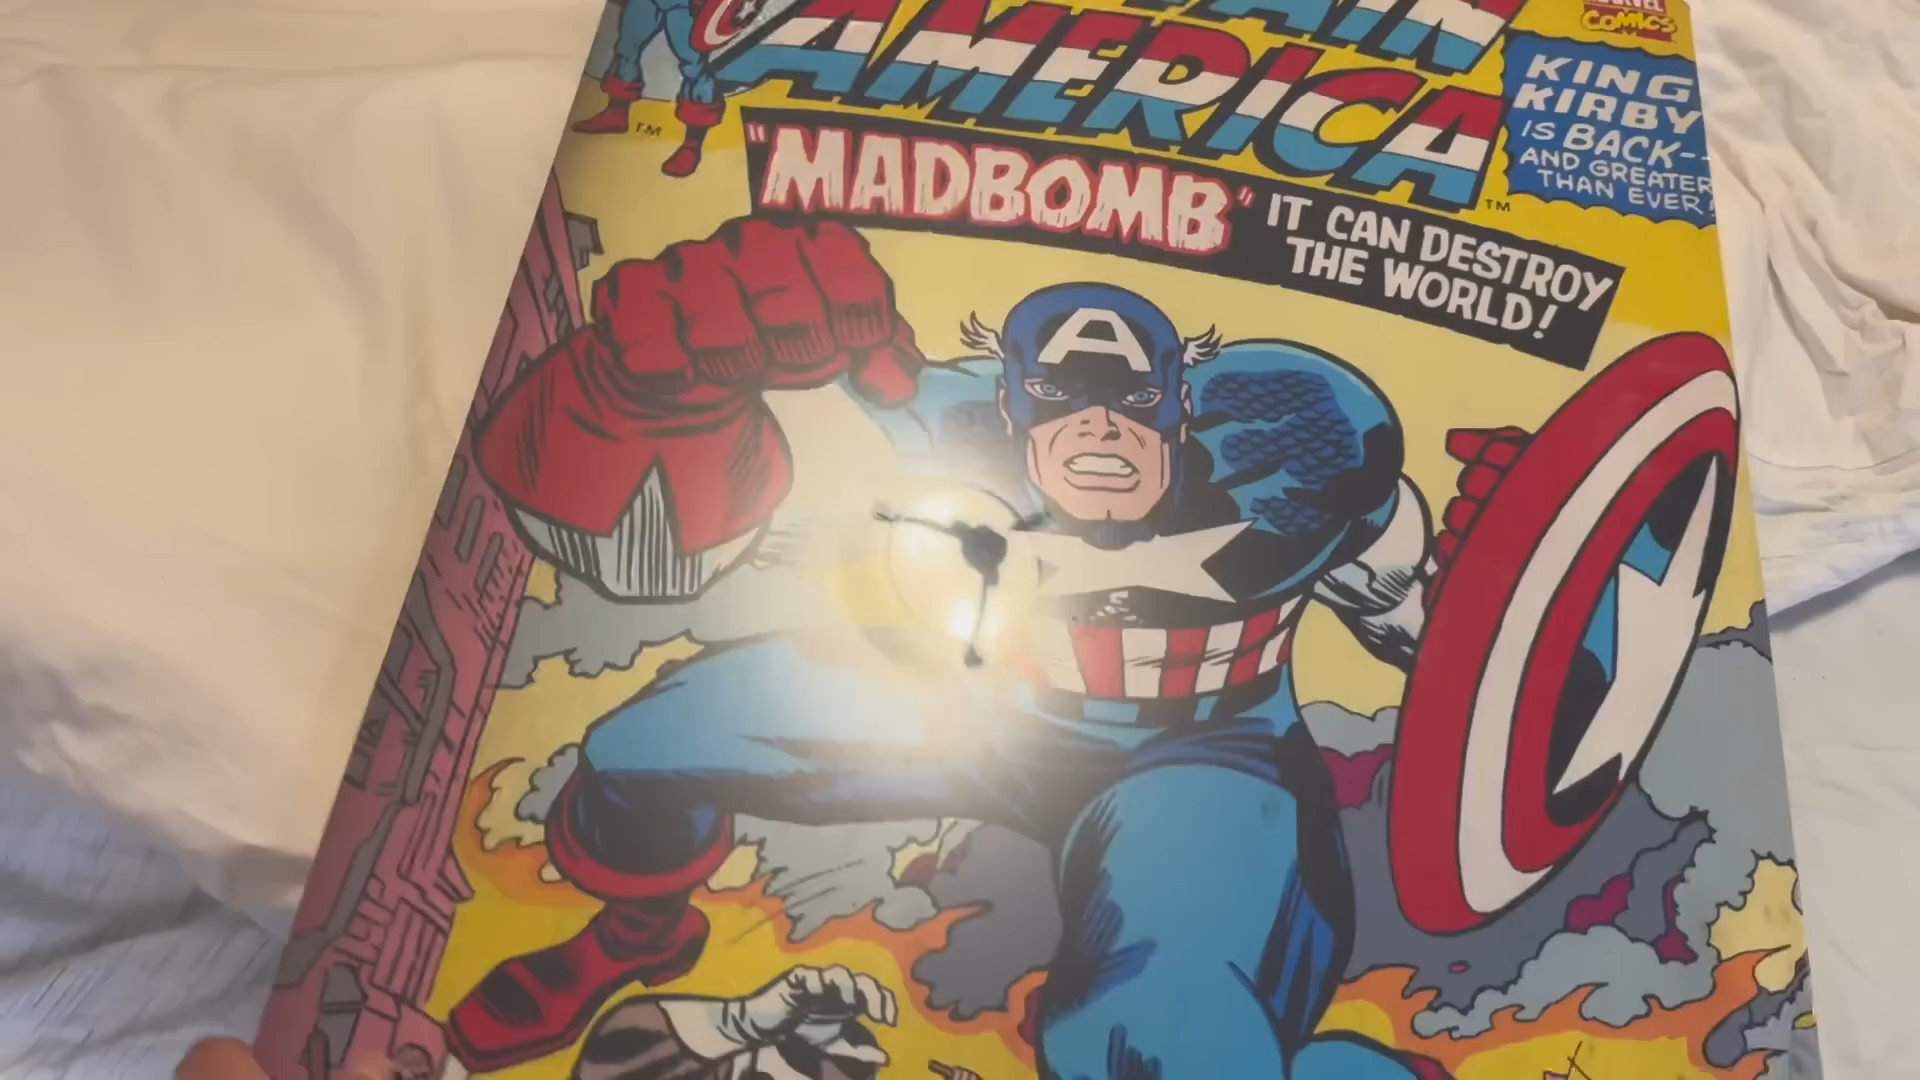 AMERICA
MARVEL
COMICS
KING
KIRBY
IS BACK--
AND GREATER
THAN EVER!
TM
TM
"MADBOMB" IT CAN DESTROY
THE WORLD!
A